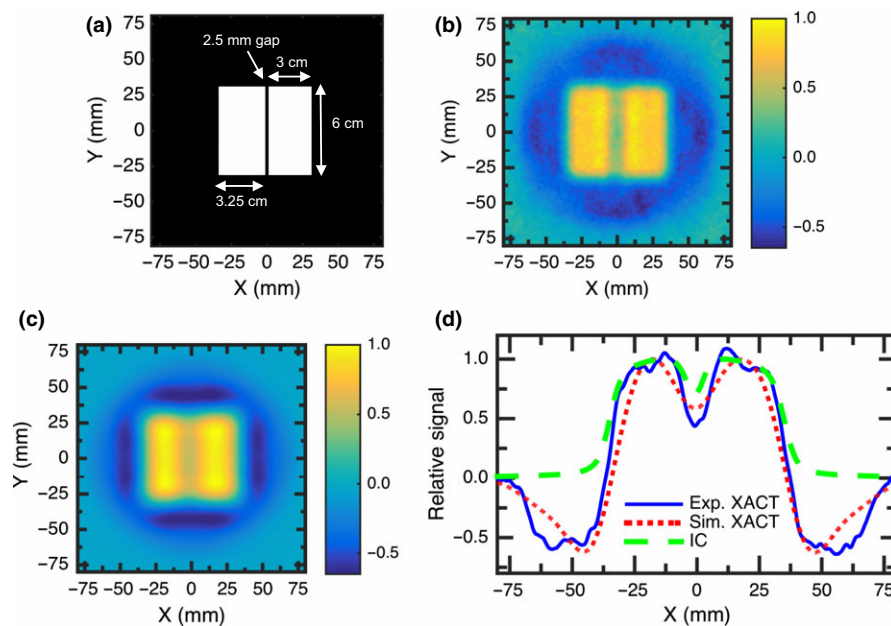 (a)
2.5 mm gap
3 cm
6 cm
3.25 cm
75
50
25
0
−25
−50
−75
Y (mm)
−75 −50 −25 0 25 50 75
X (mm)
(b)
75
50
25
0
−25
−50
−75
Y (mm)
−75 −50 −25 0 25 50 75
X (mm)
1.0
0.5
0.0
−0.5
(c)
75
50
25
0
−25
−50
−75
Y (mm)
−75 −50 −25 0 25 50 75
X (mm)
1.0
0.5
0.0
−0.5
(d)
1.0
0.5
0.0
−0.5
Relative signal
Exp. XACT
Sim. XACT
IC
−75 −50 −25 0 25 50 75
X (mm)